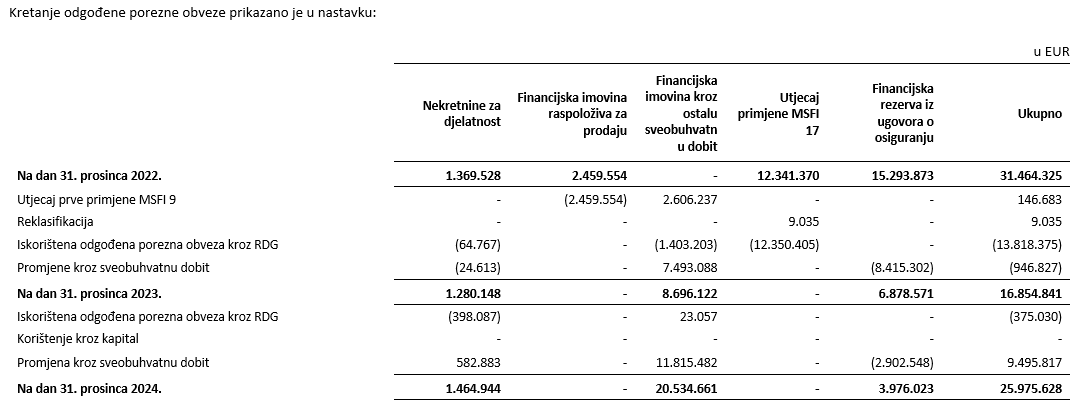 Kretanje odgođene porezne obveze prikazano je u nastavku:
u EUR
Nekretnine za djelatnost | Financijska imovina raspoloživa za prodaju | Financijska imovina kroz ostalu sveobuhvatn u dobit | Utjecaj primjene MSFI 17 | Financijska rezerva iz ugovora o osiguranju | Ukupno
Na dan 31. prosinca 2022. 1.369.528 2.459.554 - 12.341.370 15.293.873 31.464.325
Utjecaj prve primjene MSFI 9 - (2.459.554) 2.606.237 - - 146.683
Reklasifikacija - - - 9.035 - 9.035
Iskorištena odgođena porezna obveza kroz RDG (64.767) - (1.403.203) (12.350.405) - (13.818.375)
Promjene kroz sveobuhvatnu dobit (24.613) - 7.493.088 - (8.415.302) (946.827)
Na dan 31. prosinca 2023. 1.280.148 - 8.696.122 - 6.878.571 16.854.841
Iskorištena odgođena porezna obveza kroz RDG (398.087) - 23.057 - - (375.030)
Korištenje kroz kapital - - - - - -
Promjena kroz sveobuhvatnu dobit 582.883 - 11.815.482 - (2.902.548) 9.495.817
Na dan 31. prosinca 2024. 1.464.944 - 20.534.661 - 3.976.023 25.975.628